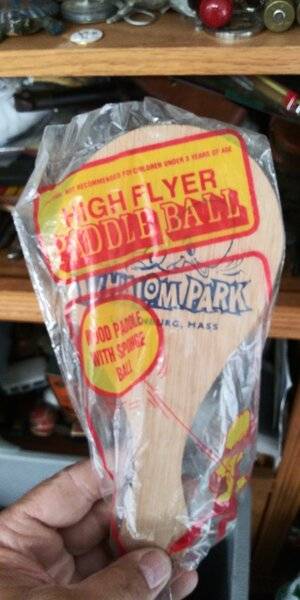 NOT RECOMMENDED FOR CHILDREN UNDER 3 YEARS OF AGE
HIGH FLYER
PADDLE BALL
PARK
MASS
WOOD PADDLE
WITH SPONGE
BALL